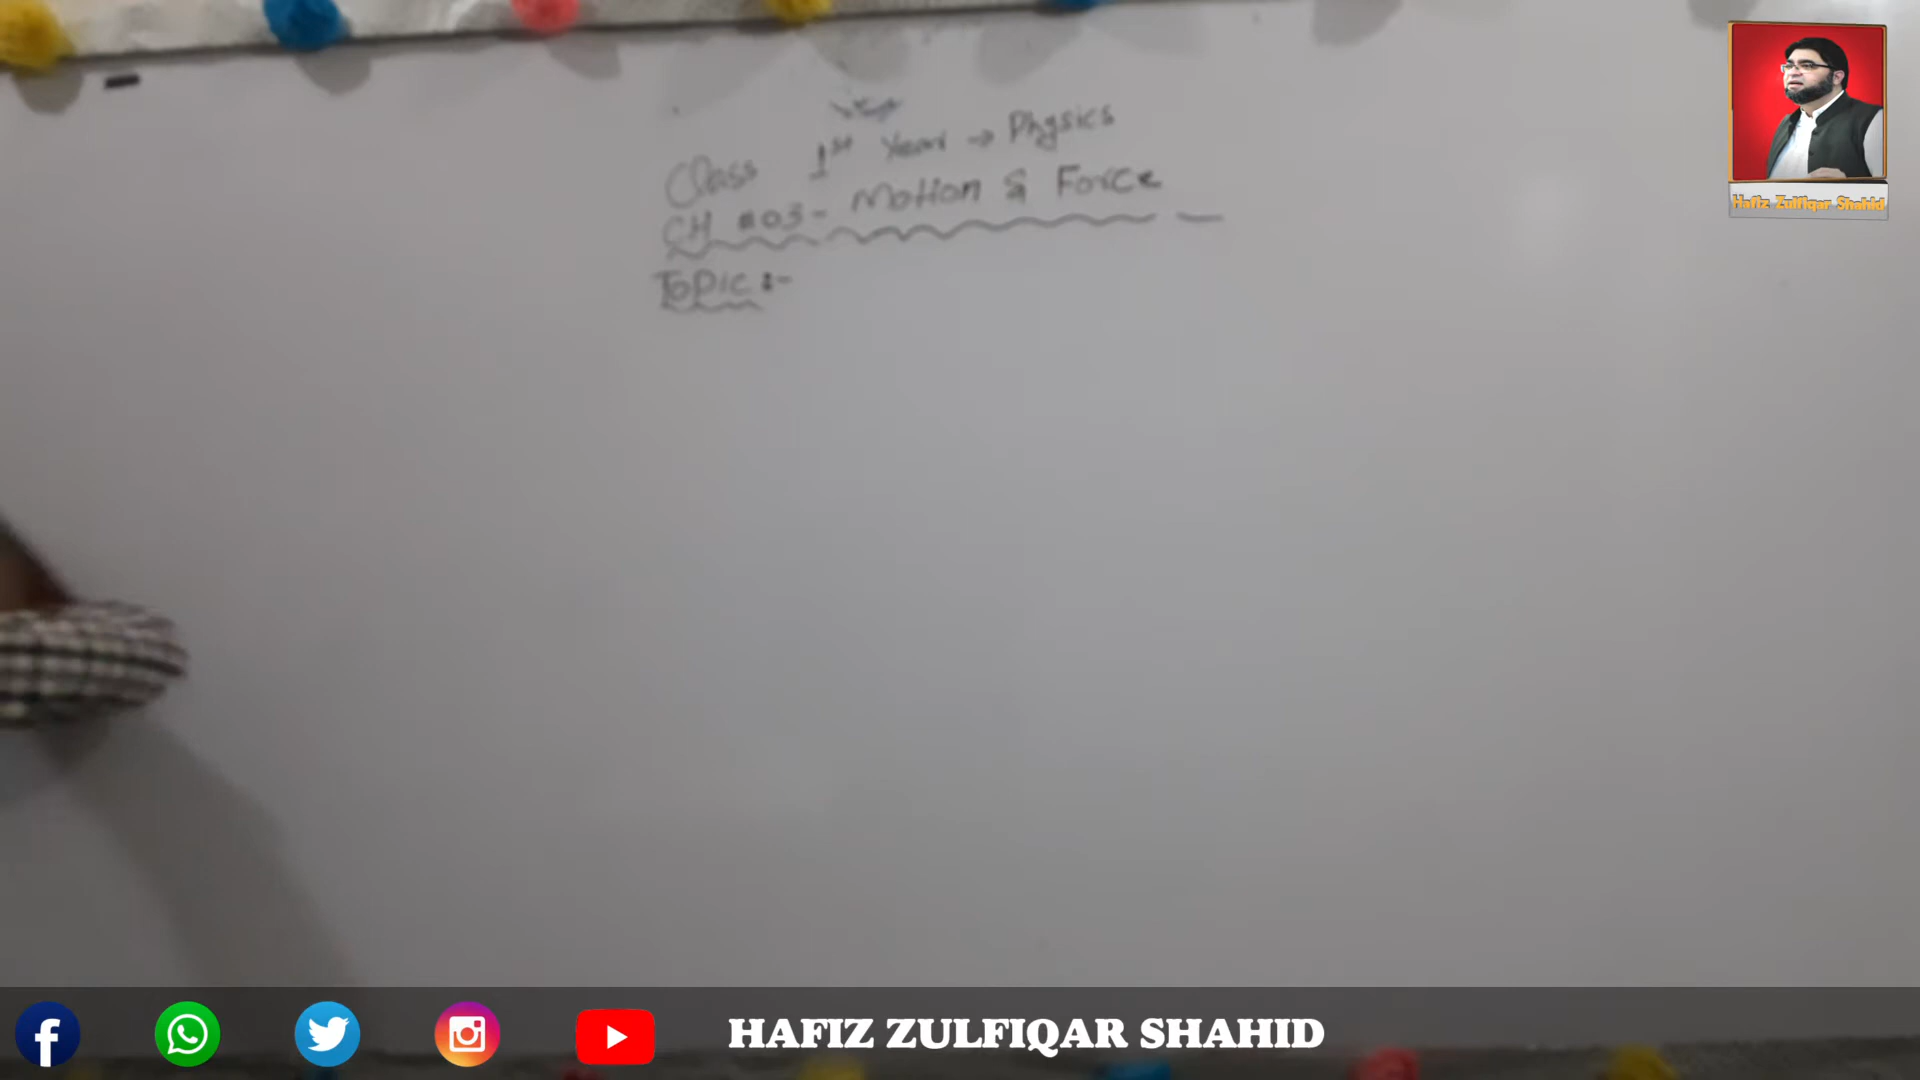 Class 1st Year → Physics
CH #03- Motion & Force
Topic :-
Hafiz Zulfiqar Shahid
HAFIZ ZULFIQAR SHAHID